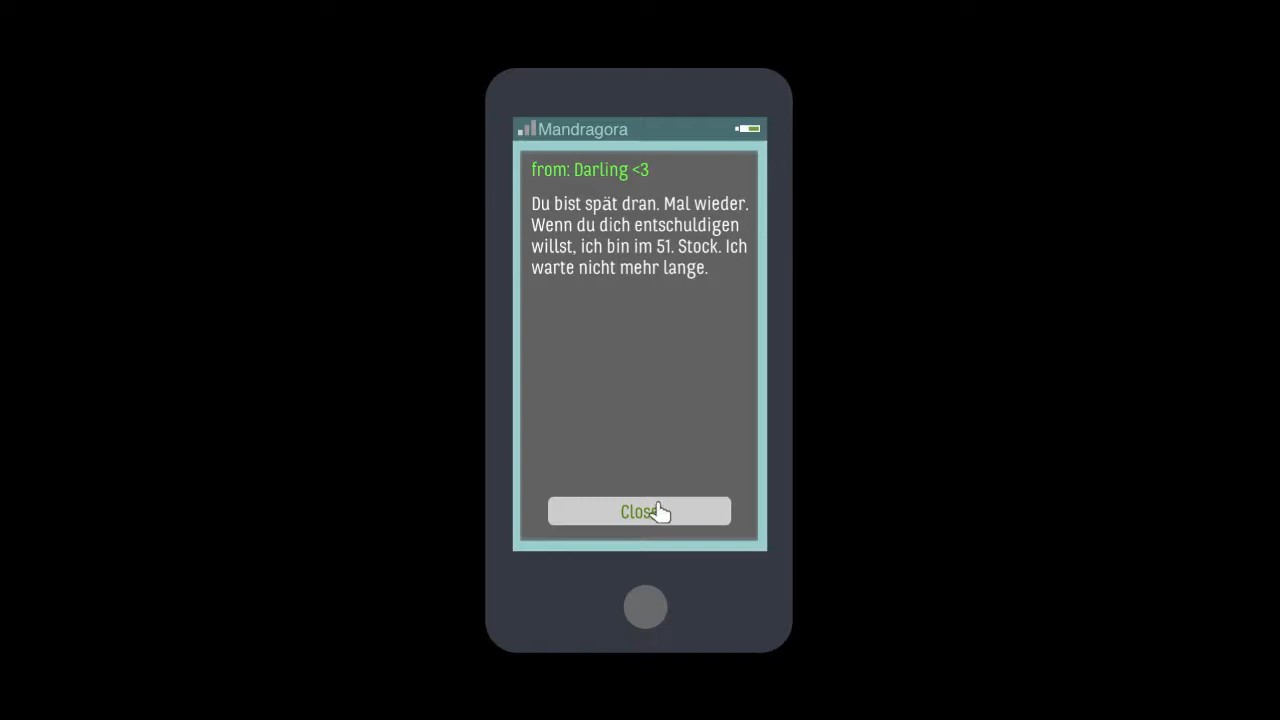 Mandragora
from: Darling <3
Du bist spät dran. Mal wieder.
Wenn du dich entschuldigen
willst, ich bin im 51. Stock. Ich
warte nicht mehr lange.
Close